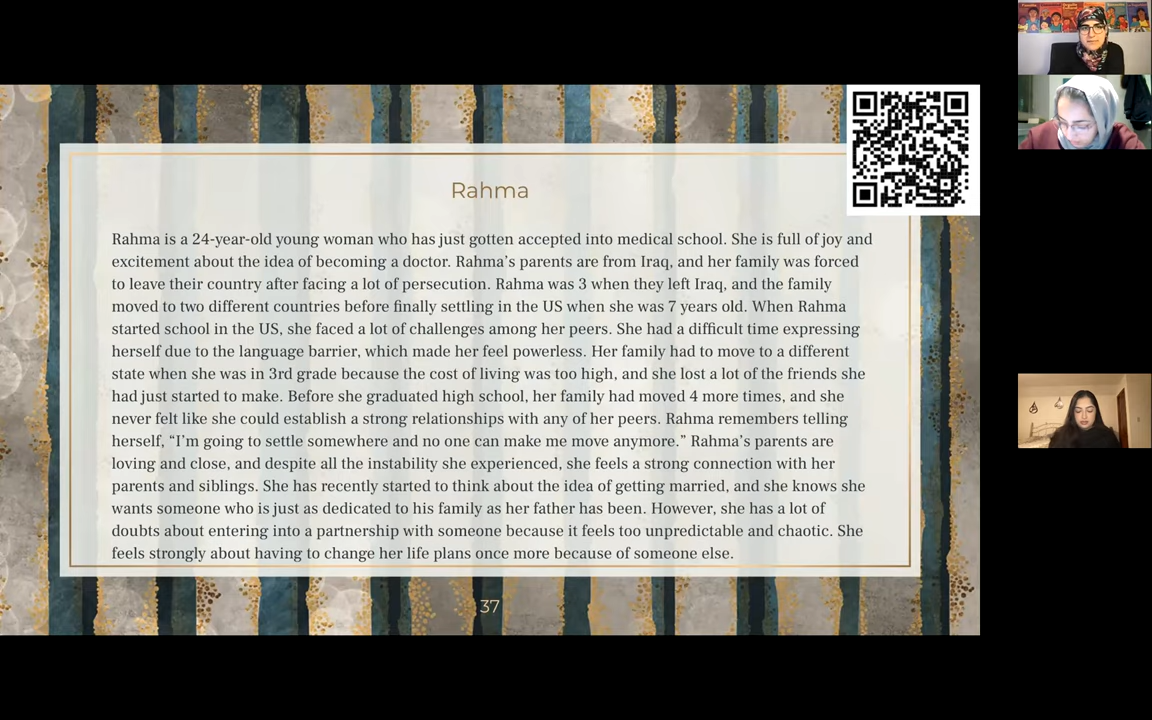 Rahma
Rahma is a 24-year-old young woman who has just gotten accepted into medical school. She is full of joy and
excitement about the idea of becoming a doctor. Rahma’s parents are from Iraq, and her family was forced
to leave their country after facing a lot of persecution. Rahma was 3 when they left Iraq, and the family
moved to two different countries before finally settling in the US when she was 7 years old. When Rahma
started school in the US, she faced a lot of challenges among her peers. She had a difficult time expressing
herself due to the language barrier, which made her feel powerless. Her family had to move to a different
state when she was in 3rd grade because the cost of living was too high, and she lost a lot of the friends she
had just started to make. Before she graduated high school, her family had moved 4 more times, and she
never felt like she could establish a strong relationships with any of her peers. Rahma remembers telling
herself, “I’m going to settle somewhere and no one can make me move anymore.” Rahma’s parents are
loving and close, and despite all the instability she experienced, she feels a strong connection with her
parents and siblings. She has recently started to think about the idea of getting married, and she knows she
wants someone who is just as dedicated to his family as her father has been. However, she has a lot of
doubts about entering into a partnership with someone because it feels too unpredictable and chaotic. She
feels strongly about having to change her life plans once more because of someone else.
37